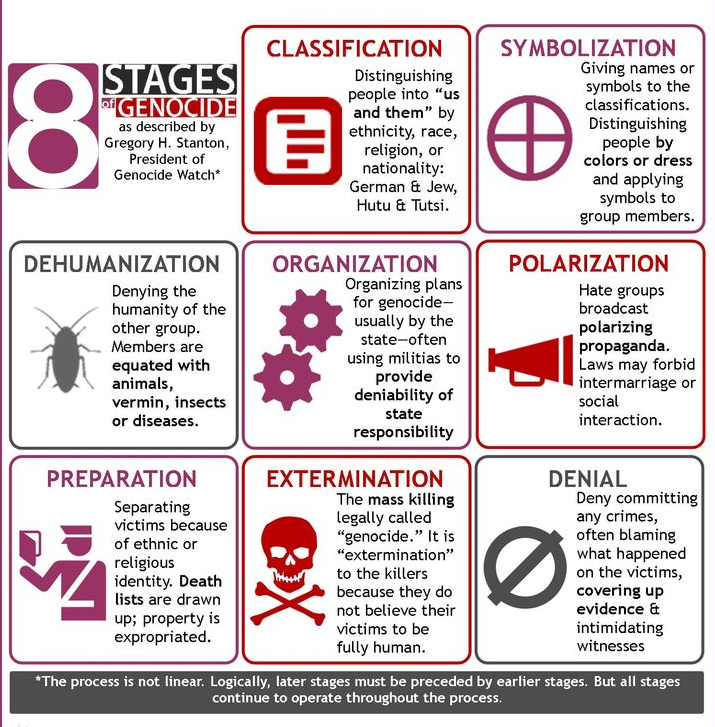 8 STAGES
of GENOCIDE
as described by
Gregory H. Stanton,
President of
Genocide Watch*
CLASSIFICATION
Distinguishing
people into “us
and them” by
ethnicity, race,
religion, or
nationality:
German & Jew,
Hutu & Tutsi.
SYMBOLIZATION
Giving names or
symbols to the
classifications.
Distinguishing
people by
colors or dress
and applying
symbols to
group members.
DEHUMANIZATION
Denying the
humanity of the
other group.
Members are
equated with
animals,
vermin, insects
or diseases.
ORGANIZATION
Organizing plans
for genocide—
usually by the
state—often
using militias to
provide
deniability of
state
responsibility
POLARIZATION
Hate groups
broadcast
polarizing
propaganda.
Laws may forbid
intermarriage or
social
interaction.
PREPARATION
Separating
victims because
of ethnic or
religious
identity. Death
lists are drawn
up; property is
expropriated.
EXTERMINATION
The mass killing
legally called
“genocide.” It is
“extermination”
to the killers
because they do
not believe their
victims to be
fully human.
DENIAL
Deny committing
any crimes,
often blaming
what happened
on the victims,
covering up
evidence &
intimidating
witnesses
*The process is not linear. Logically, later stages must be preceded by earlier stages. But all stages
continue to operate throughout the process.